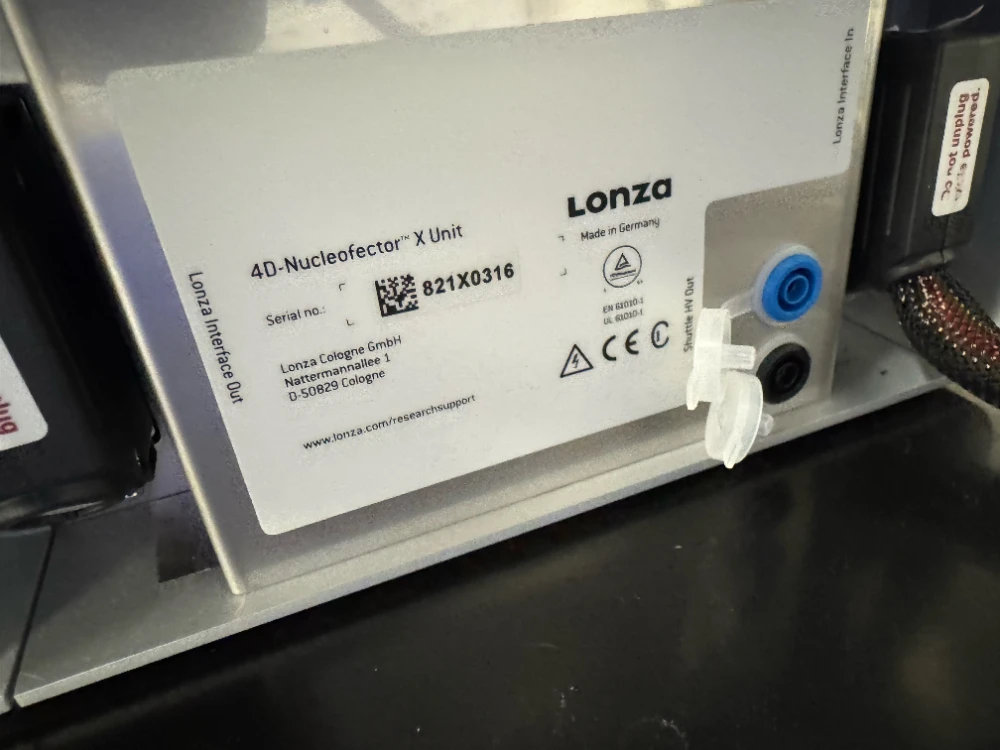 Lonza Interface In
Lonza
Made in Germany
4D-Nucleofector™ X Unit
Serial no.:
821X0316
Lonza Interface Out
Lonza Cologne GmbH
Nattermannallee 1
D-50829 Cologne
www.lonza.com/researchsupport
EN 61010-1
UL 61010-1
CE
Shuttle HV Out
not unplug
powered.